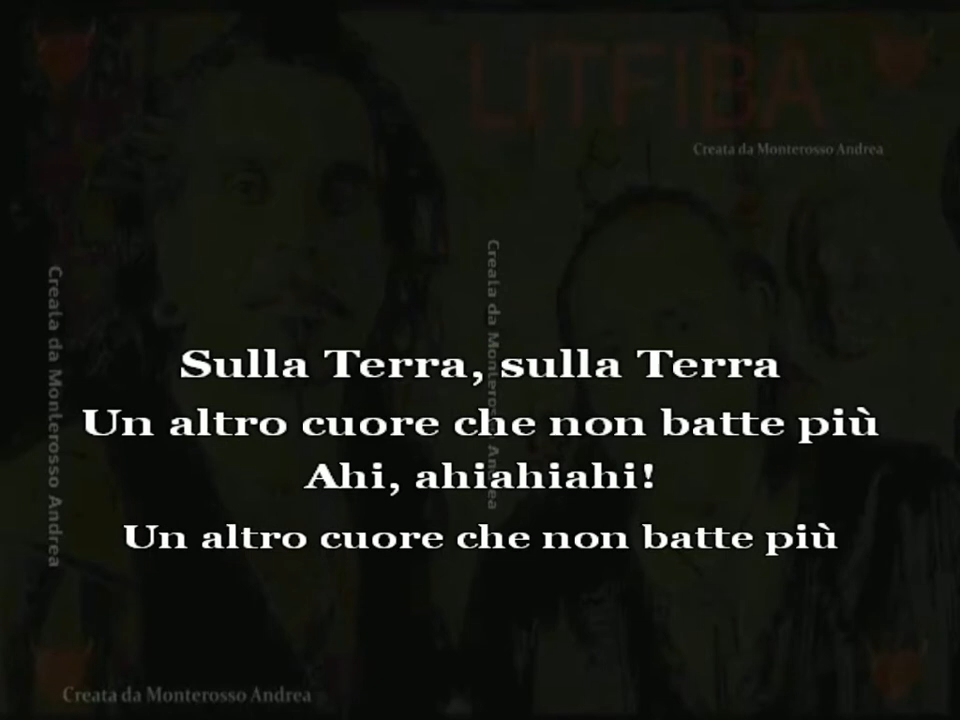 LITFIBA
Creata da Monterosso Andrea
Creata da Monterosso Andrea
Creata da Monterosso Andrea
Sulla Terra, sulla Terra
Un altro cuore che non batte più
Ahi, ahiahiahi!
Un altro cuore che non batte più
Creata da Monterosso Andrea